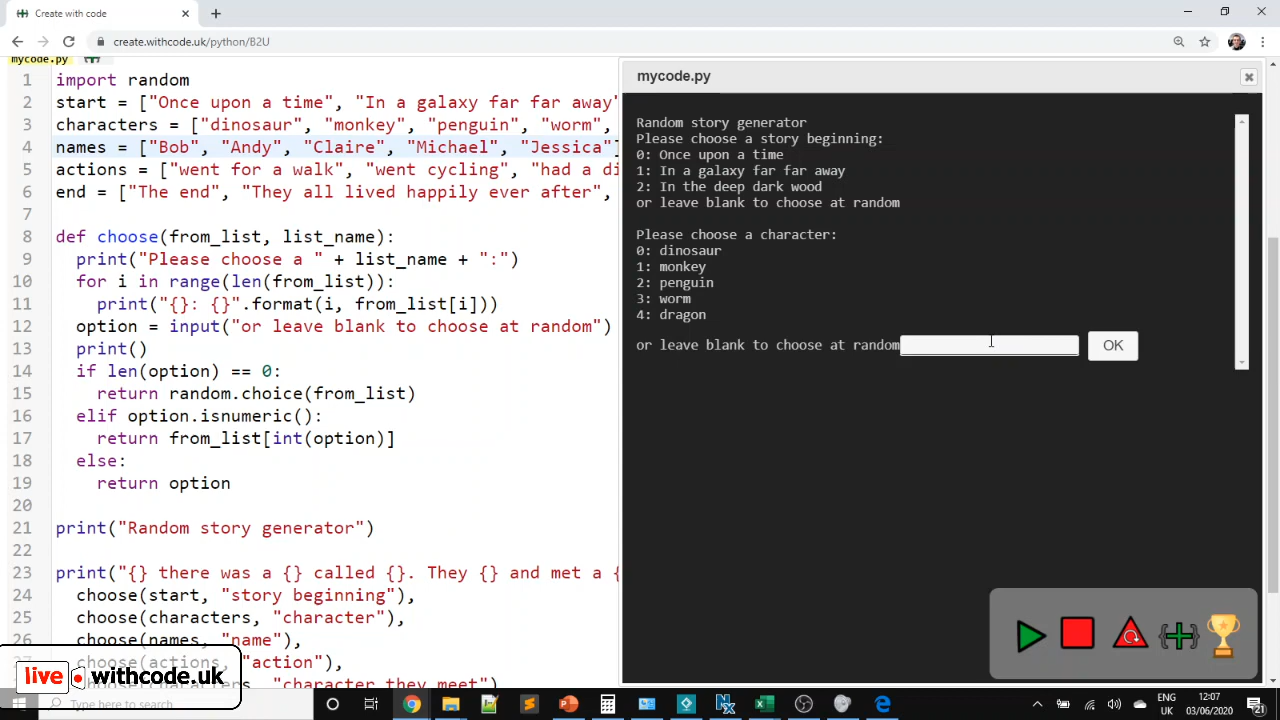 Create with code
create.withcode.uk/python/B2U
mycode.py
1 import random
2 start = ["Once upon a time", "In a galaxy far far away"
3 characters = ["dinosaur", "monkey", "penguin", "worm",
4 names = ["Bob", "Andy", "Claire", "Michael", "Jessica"]
5 actions = ["went for a walk", "went cycling", "had a di
6 end = ["The end", "They all lived happily ever after",
7
8 def choose(from_list, list_name):
9 print("Please choose a " + list_name + ":")
10 for i in range(len(from_list)):
11 print("{}: {}".format(i, from_list[i]))
12 option = input("or leave blank to choose at random")
13 print()
14 if len(option) == 0:
15 return random.choice(from_list)
16 elif option.isnumeric():
17 return from_list[int(option)]
18 else:
19 return option
20
21 print("Random story generator")
22
23 print("{} there was a {} called {}. They {} and met a {
24 choose(start, "story beginning"),
25 choose(characters, "character"),
26 choose(names, "name"),
choose(actions, "action"),
choose(characters, "character they meet")
mycode.py
Random story generator
Please choose a story beginning:
0: Once upon a time
1: In a galaxy far far away
2: In the deep dark wood
or leave blank to choose at random
Please choose a character:
0: dinosaur
1: monkey
2: penguin
3: worm
4: dragon
or leave blank to choose at random
OK
live withcode.uk
Type here to search
ENG
UK
12:07
03/06/2020
21